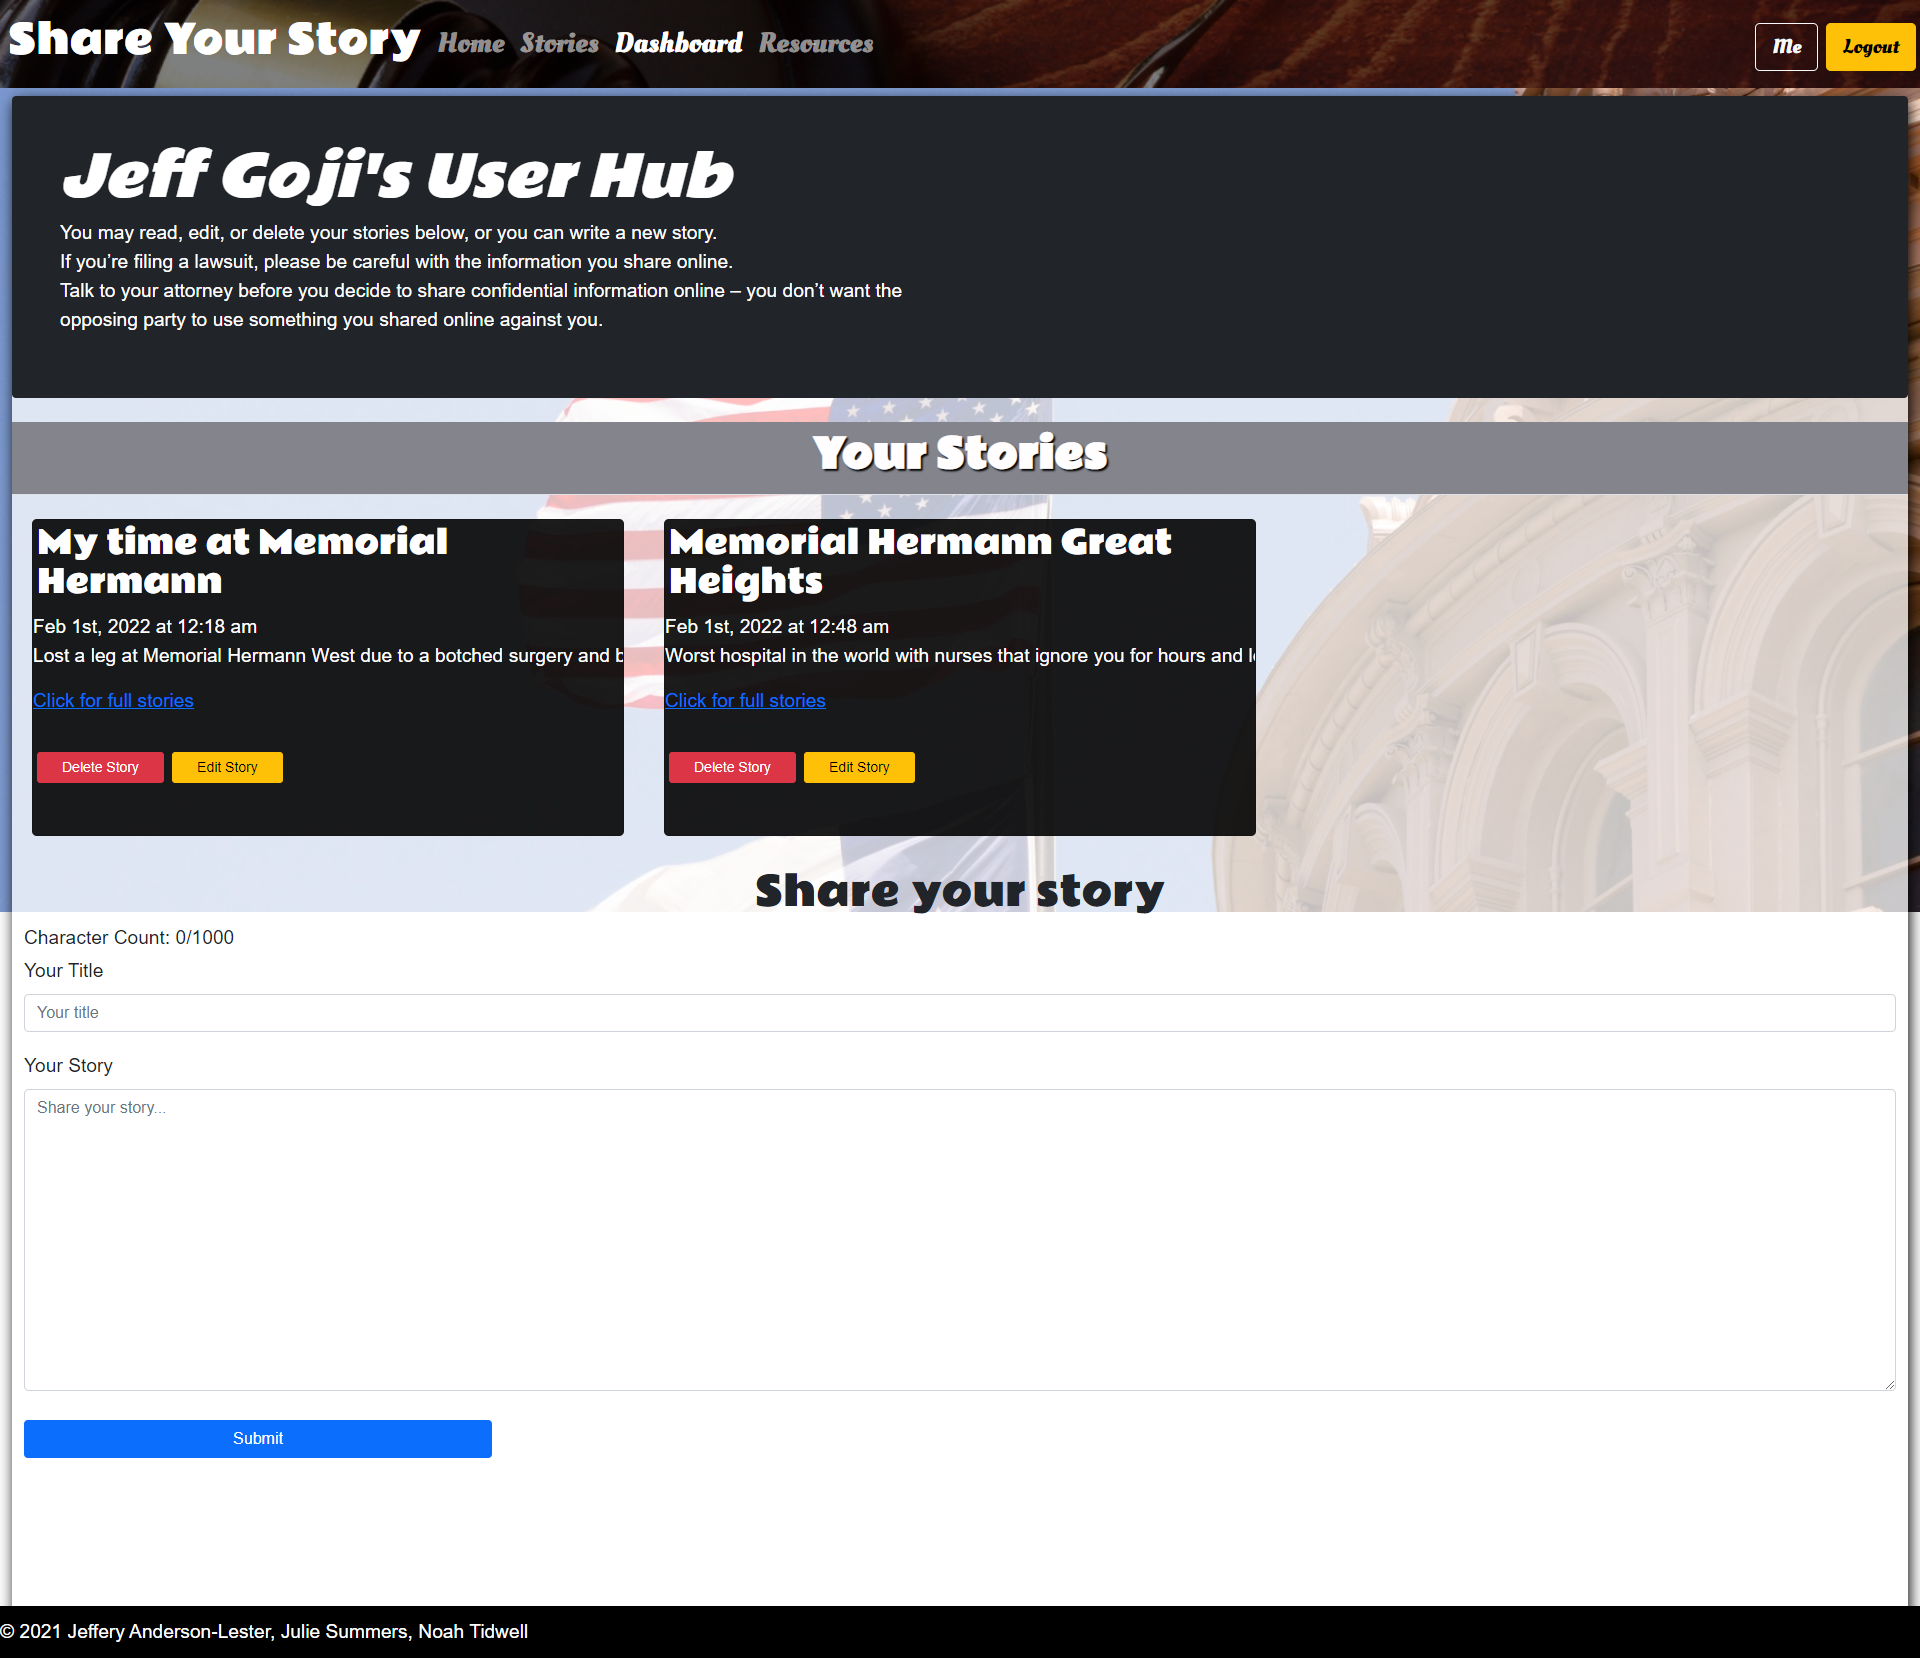 Share Your Story Home Stories Dashboard Resources Me Logout
Jeff Goji's User Hub
You may read, edit, or delete your stories below, or you can write a new story.
If you’re filing a lawsuit, please be careful with the information you share online.
Talk to your attorney before you decide to share confidential information online – you don’t want the
opposing party to use something you shared online against you.
Your Stories
My time at Memorial
Hermann
Feb 1st, 2022 at 12:18 am
Lost a leg at Memorial Hermann West due to a botched surgery and
Click for full stories
Delete Story Edit Story
Memorial Hermann Great
Heights
Feb 1st, 2022 at 12:48 am
Worst hospital in the world with nurses that ignore you for hours and
Click for full stories
Delete Story Edit Story
Share your story
Character Count: 0/1000
Your Title
Your title
Your Story
Share your story...
Submit
© 2021 Jeffery Anderson-Lester, Julie Summers, Noah Tidwell